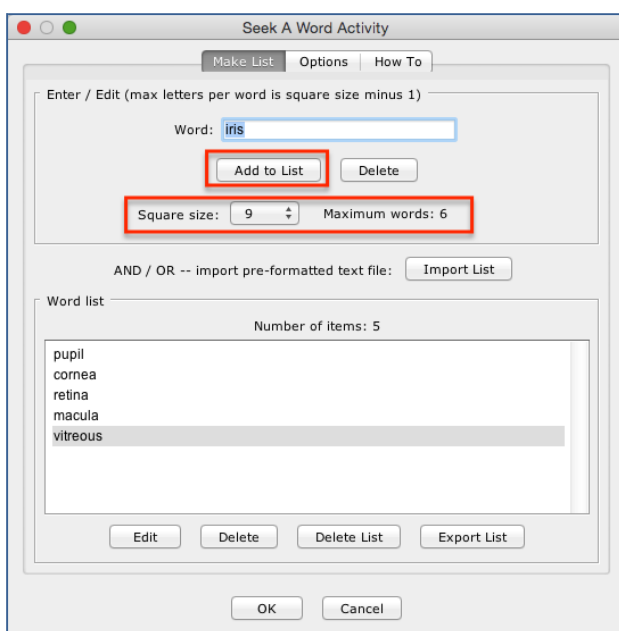 Seek A Word Activity
Make List Options How To
Enter / Edit (max letters per word is square size minus 1)
Word: iris
Add to List Delete
Square size: 9 Maximum words: 6
AND / OR -- import pre-formatted text file: Import List
Word list
Number of items: 5
pupil
cornea
retina
macula
vitreous
Edit Delete Delete List Export List
OK Cancel